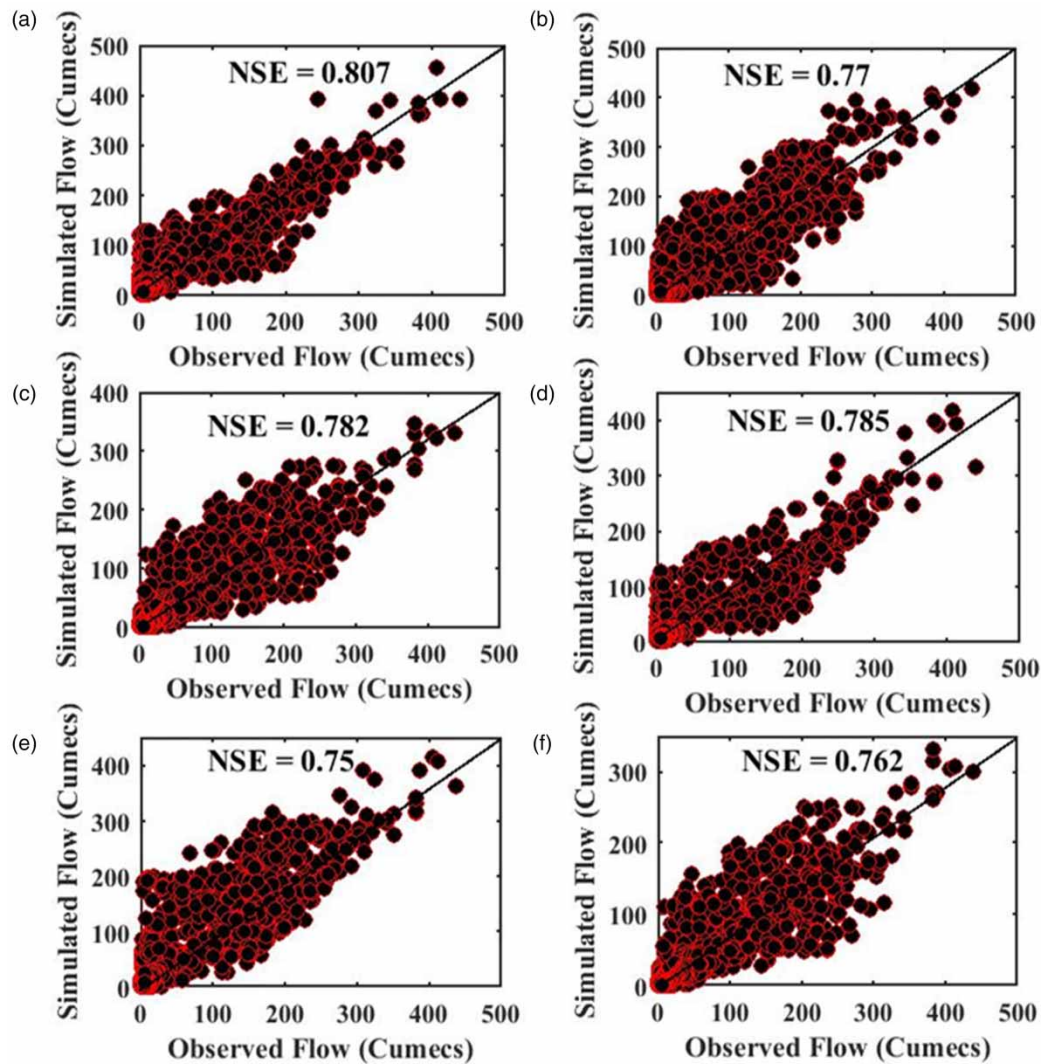 (a)
NSE = 0.807
Simulated Flow (Cumecs)
500
400
300
200
100
0
0 100 200 300 400 500
Observed Flow (Cumecs)
(b)
NSE = 0.77
Simulated Flow (Cumecs)
500
400
300
200
100
0
0 100 200 300 400 500
Observed Flow (Cumecs)
(c)
NSE = 0.782
Simulated Flow (Cumecs)
400
300
200
100
0
0 100 200 300 400 500
Observed Flow (Cumecs)
(d)
NSE = 0.785
Simulated Flow (Cumecs)
400
300
200
100
0
0 100 200 300 400 500
Observed Flow (Cumecs)
(e)
NSE = 0.75
Simulated Flow (Cumecs)
400
300
200
100
0
0 100 200 300 400 500
Observed Flow (Cumecs)
(f)
NSE = 0.762
Simulated Flow (Cumecs)
300
200
100
0
0 100 200 300 400 500
Observed Flow (Cumecs)